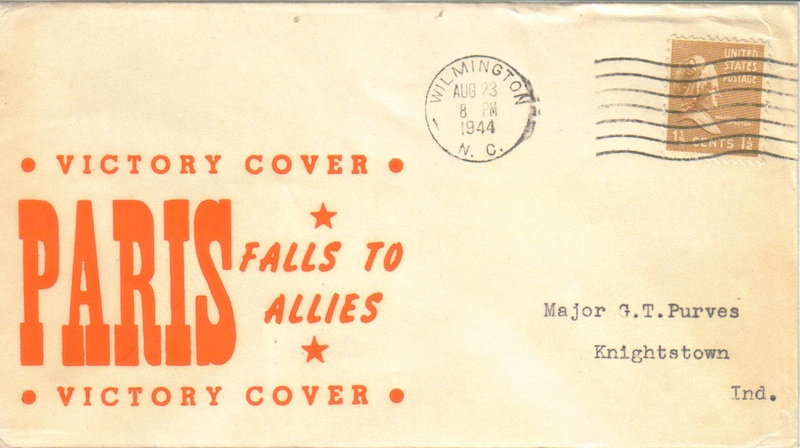 WILMINGTON
AUG 23
8 PM
1944
N. C.
UNITED
STATES
POSTAGE
1½ CENTS 1½
• VICTORY COVER •
PARIS
FALLS TO
ALLIES
• VICTORY COVER •
Major G.T.Purves
Knightstown
Ind.